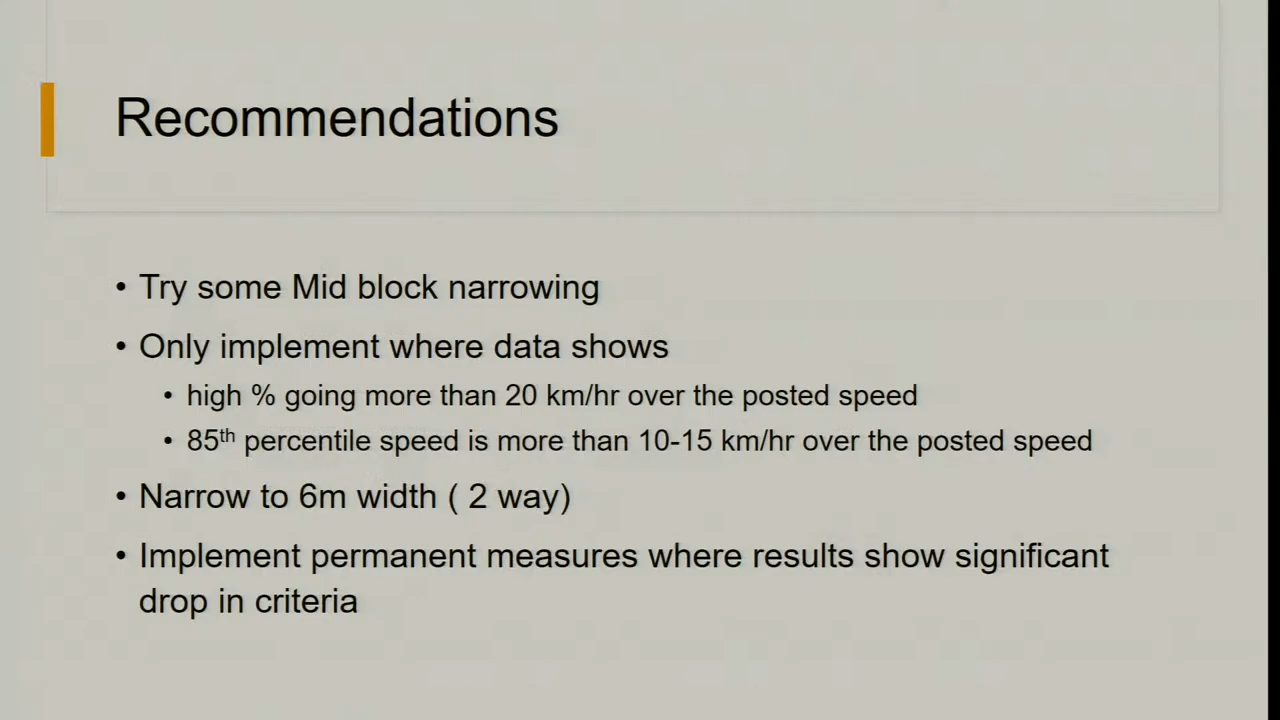 Recommendations
• Try some Mid block narrowing
• Only implement where data shows
• high % going more than 20 km/hr over the posted speed
• 85th percentile speed is more than 10-15 km/hr over the posted speed
• Narrow to 6m width ( 2 way)
• Implement permanent measures where results show significant
drop in criteria